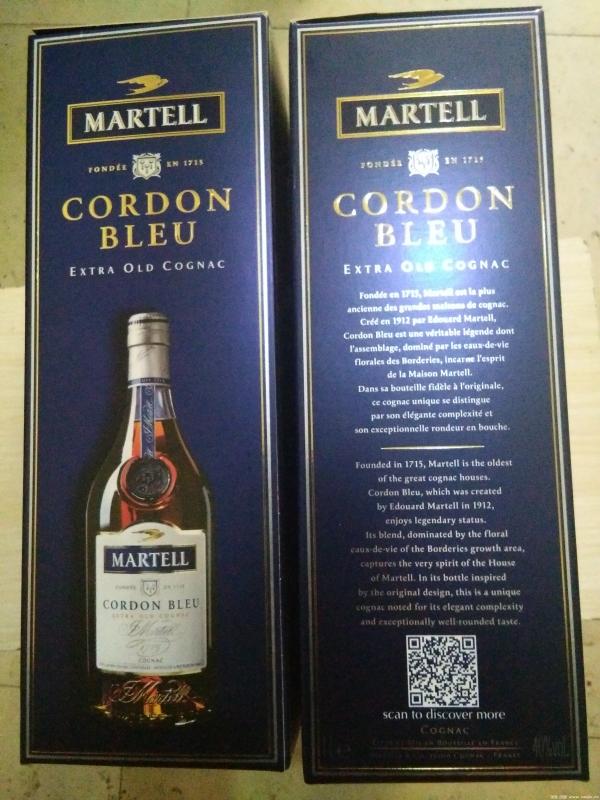 MARTELL
FONDÉE EN 1715
CORDON
BLEU
EXTRA OLD COGNAC
MARTELL
CORDON BLEU
EXTRA OLD COGNAC
COGNAC
MARTELL
FONDÉE EN 1715
CORDON
BLEU
EXTRA OLD COGNAC
Fondée en 1715, Martell est la plus
ancienne des grandes maisons de cognac.
Créé en 1912 par Edouard Martell,
Cordon Bleu est une véritable légende dont
l'assemblage, dominé par les eaux-de-vie
florales des Borderies, incarne l'esprit
de la Maison Martell.
Dans sa bouteille fidèle à l'originale,
ce cognac unique se distingue
par son élégante complexité et
son exceptionnelle rondeur en bouche.
Founded in 1715, Martell is the oldest
of the great cognac houses.
Cordon Bleu, which was created
by Edouard Martell in 1912,
enjoys legendary status.
Its blend, dominated by the floral
eaux-de-vie of the Borderies growth area,
captures the very spirit of the House
of Martell. In its bottle inspired
by the original design, this is a unique
cognac noted for its elegant complexity
and exceptionally well-rounded taste.
scan to discover more
COGNAC
40%vol.